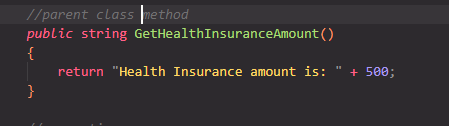 //parent class method
public string GetHealthInsuranceAmount()
{
return "Health Insurance amount is: " + 500;
}